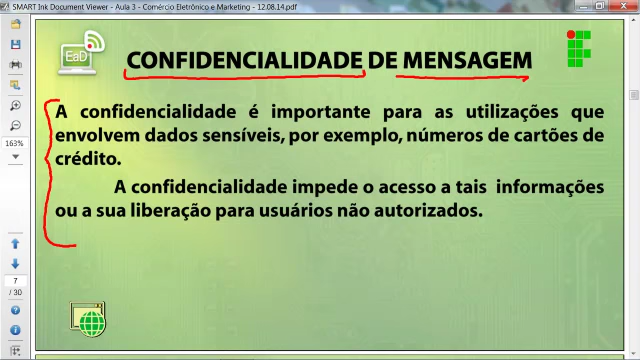 SMART Ink Document Viewer - Aula 3 - Comércio Eletrônico e Marketing - 12.08.14.pdf
EaD
CONFIDENCIALIDADE DE MENSAGEM
A confidencialidade é importante para as utilizações que
envolvem dados sensíveis, por exemplo, números de cartões de
crédito.
A confidencialidade impede o acesso a tais informações
ou a sua liberação para usuários não autorizados.
163%
7
/ 30